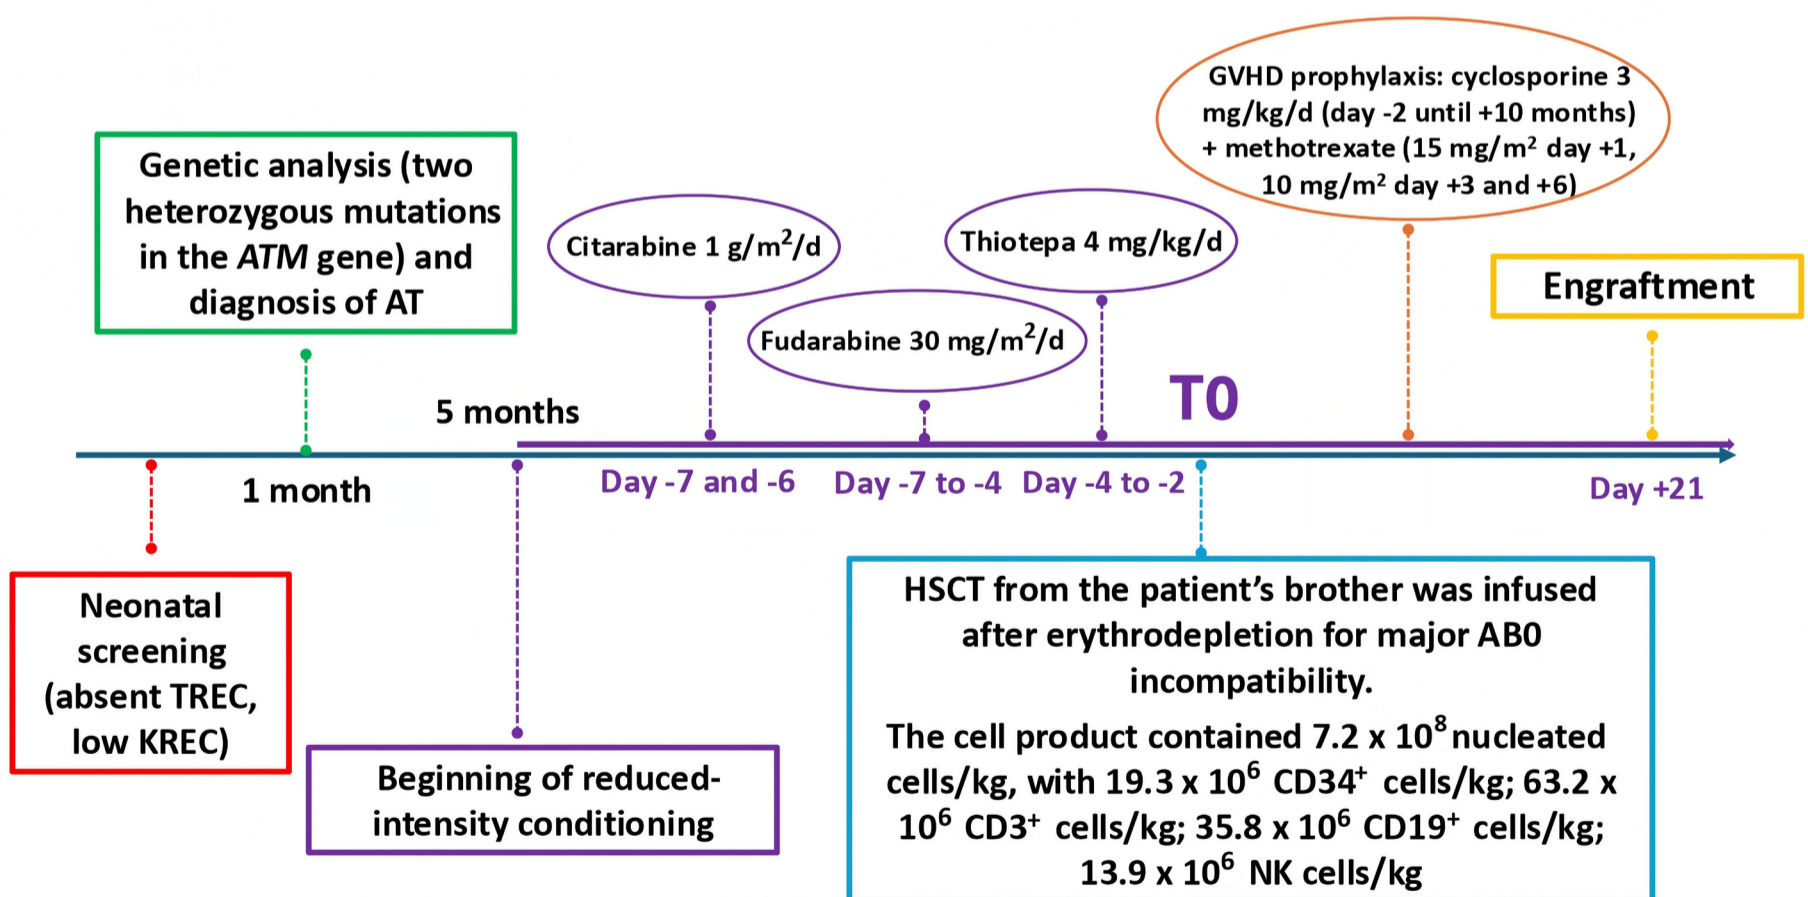 GVHD prophylaxis: cyclosporine 3
mg/kg/d (day -2 until +10 months)
+ methotrexate (15 mg/m² day +1,
10 mg/m² day +3 and +6)
Genetic analysis (two
heterozygous mutations
in the ATM gene) and
diagnosis of AT
Citarabine 1 g/m²/d
Thiotepa 4 mg/kg/d
Fudarabine 30 mg/m²/d
Engraftment
5 months
T0
1 month
Day -7 and -6
Day -7 to -4
Day -4 to -2
Day +21
Neonatal
screening
(absent TREC,
low KREC)
Beginning of reduced-
intensity conditioning
HSCT from the patient’s brother was infused
after erythrodepletion for major AB0
incompatibility.
The cell product contained 7.2 x 10⁸ nucleated
cells/kg, with 19.3 x 10⁶ CD34⁺ cells/kg; 63.2 x
10⁶ CD3⁺ cells/kg; 35.8 x 10⁶ CD19⁺ cells/kg;
13.9 x 10⁶ NK cells/kg